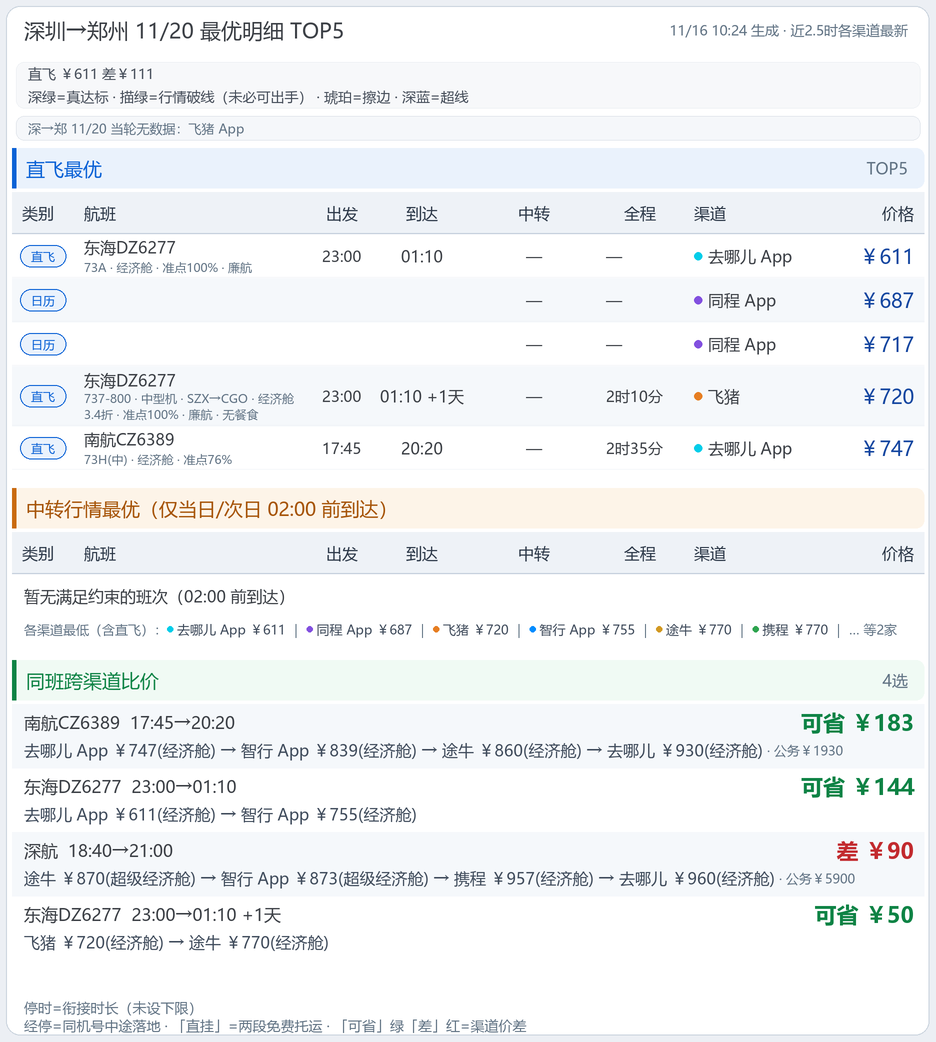 深圳→郑州 11/20 最优明细 TOP5
11/16 10:24 生成 · 近2.5时各渠道最新
直飞 ￥611 差￥111
深绿=真达标 · 描绿=行情破线（未必可出手） · 琥珀=擦边 · 深蓝=超线
深→郑 11/20 当轮无数据：飞猪 App
直飞最优 TOP5
类别 航班 出发 到达 中转 全程 渠道 价格
直飞 东海DZ6277 23:00 01:10 — — 去哪儿 App ￥611
73A · 经济舱 · 准点100% · 廉航
日历 — — 同程 App ￥687
日历 — — 同程 App ￥717
直飞 东海DZ6277 23:00 01:10 +1天 — 2时10分 飞猪 ￥720
737-800 · 中型机 · SZX→CGO · 经济舱
3.4折 · 准点100% · 廉航 · 无餐食
直飞 南航CZ6389 17:45 20:20 — 2时35分 去哪儿 App ￥747
73H(中) · 经济舱 · 准点76%
中转行情最优（仅当日/次日 02:00 前到达）
类别 航班 出发 到达 中转 全程 渠道 价格
暂无满足约束的班次（02:00 前到达）
各渠道最低（含直飞）: 去哪儿 App ￥611 | 同程 App ￥687 | 飞猪 ￥720 | 智行 App ￥755 | 途牛 ￥770 | 携程 ￥770 | ... 等2家
同班跨渠道比价 4选
南航CZ6389 17:45→20:20 可省 ￥183
去哪儿 App ￥747(经济舱) → 智行 App ￥839(经济舱) → 途牛 ￥860(经济舱) → 去哪儿 ￥930(经济舱) · 公务￥1930
东海DZ6277 23:00→01:10 可省 ￥144
去哪儿 App ￥611(经济舱) → 智行 App ￥755(经济舱)
深航 18:40→21:00 差 ￥90
途牛 ￥870(超级经济舱) → 智行 App ￥873(超级经济舱) → 携程 ￥957(经济舱) → 去哪儿 ￥960(经济舱) · 公务￥5900
东海DZ6277 23:00→01:10 +1天 可省 ￥50
飞猪 ￥720(经济舱) → 途牛 ￥770(经济舱)
停时=衔接时长（未设下限）
经停=同机号中途落地 · 「直挂」=两段免费托运 · 「可省」绿「差」红=渠道价差